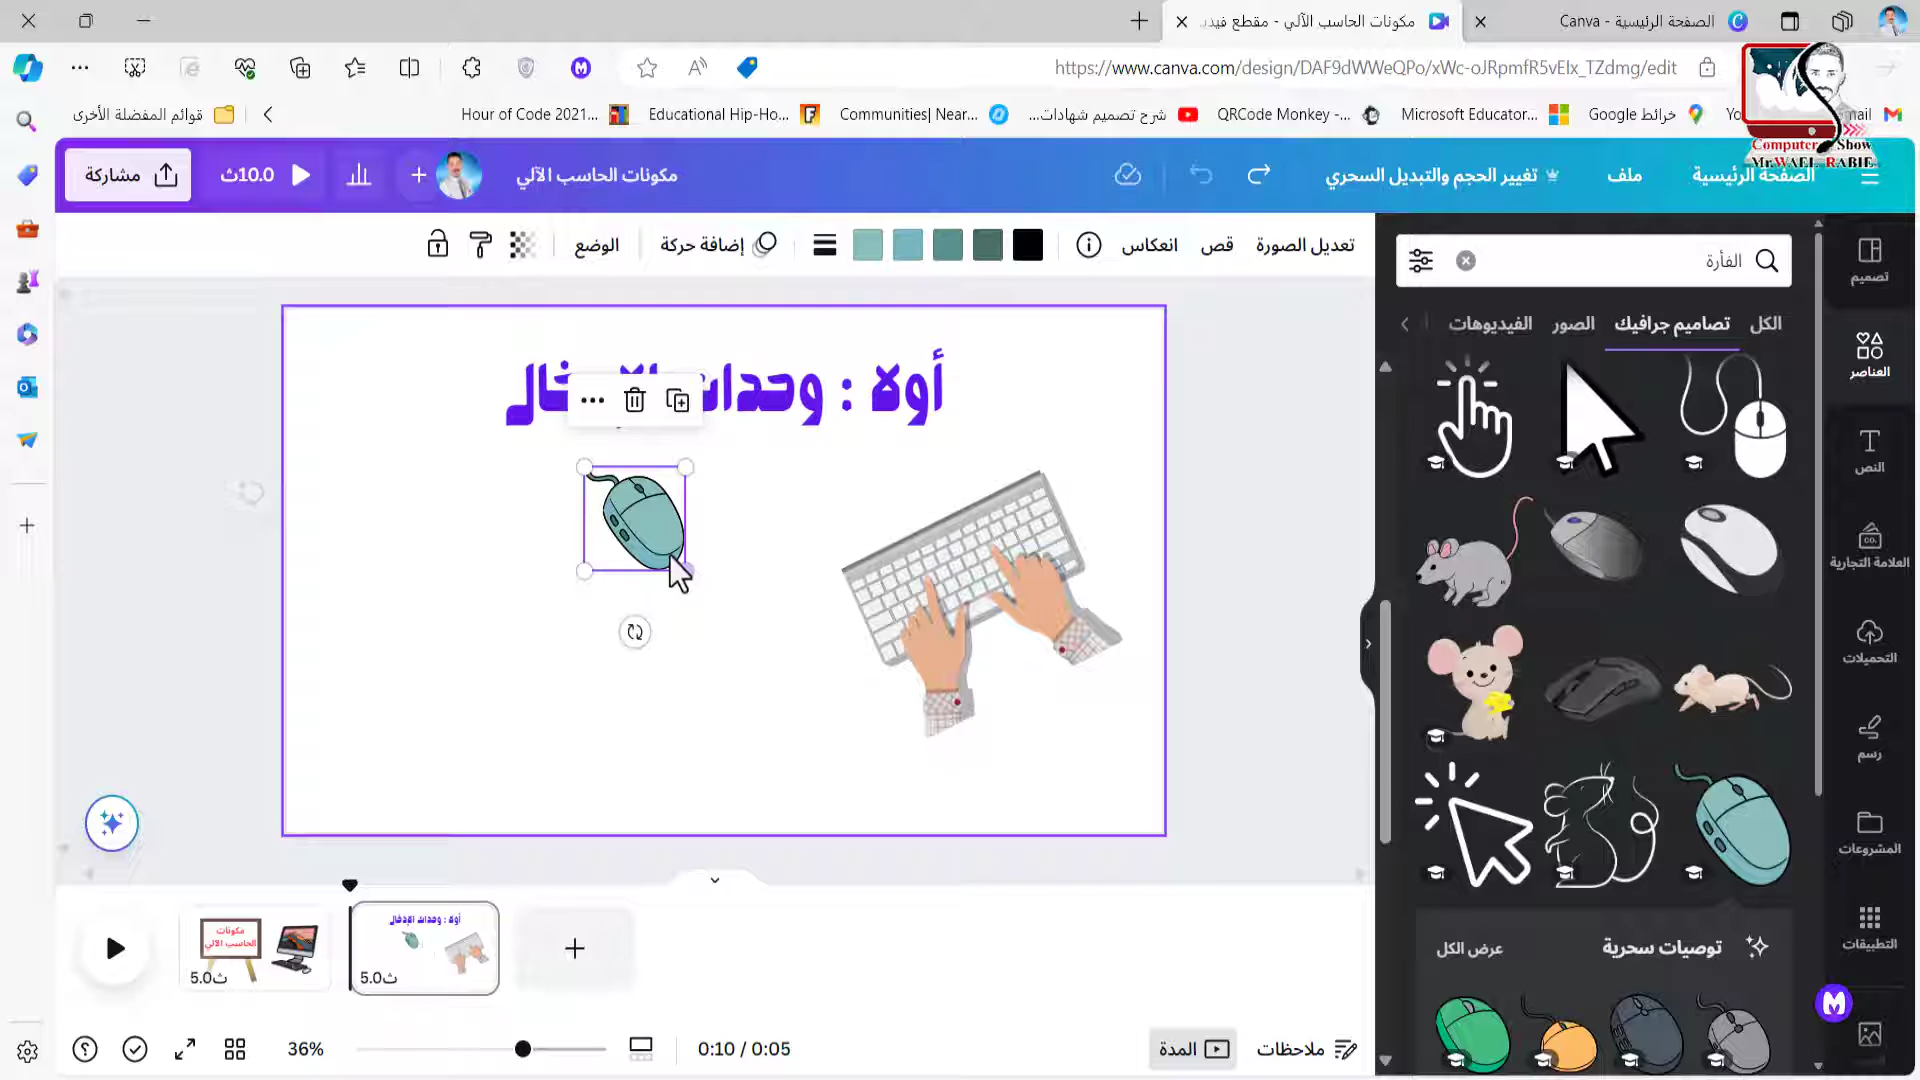 الصفحة الرئيسية - Canva
مكونات الحاسب الآلي - مقطع فيدي
https://www.canva.com/design/DAF9dWWeQPo/xWc-oJRpmfR5vEIx_TZdmg/edit
خرائط Google
Microsoft Educator...
QRCode Monkey -...
شرح تصميم شهادات...
Communities| Near...
Educational Hip-Ho...
Hour of Code 2021...
قوائم المفضلة الأخرى
Computer Show
Mr.WAEL RABIE
الصفحة الرئيسية
ملف
تغيير الحجم والتبديل السحري
مكونات الحاسب الآلي
10.0ث
مشاركة
تعديل الصورة
قص
انعكاس
إضافة حركة
الوضع
الفأرة
الكل
تصاميم جرافيك
الصور
الفيديوهات
تصميم
العناصر
النص
العلامة التجارية
التحميلات
رسم
المشروعات
التطبيقات
أولا : وحدات
توصيات سحرية
عرض الكل
مكونات
الحاسب الآلي
5.0ث
أولا : وحدات الإدخال
5.0ث
36%
0:10 / 0:05
المدة
ملاحظات